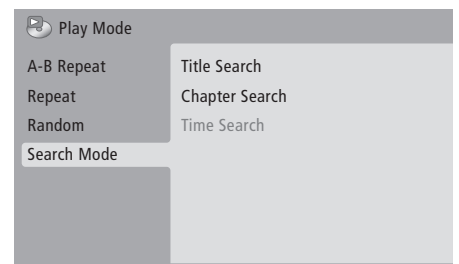 Play Mode
A-B Repeat
Repeat
Random
Search Mode
Title Search
Chapter Search
Time Search